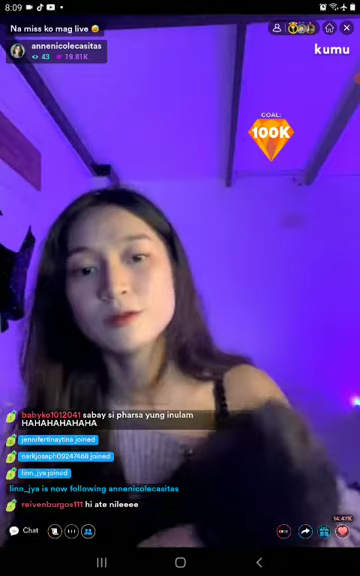 8:09
Na miss ko mag live
annenicolecasitas
43 19.81K
kumu
GOAL:
100K
babyko1012041 sabay si pharsa yung inulam
HAHAHAHAHAHA
jennifertinaytina joined
narkjoseph09247468 joined
linn_jya joined
linn_jya is now following annenicolecasitas
reivenburgos111 hi ate nileeee
Chat
14.47K